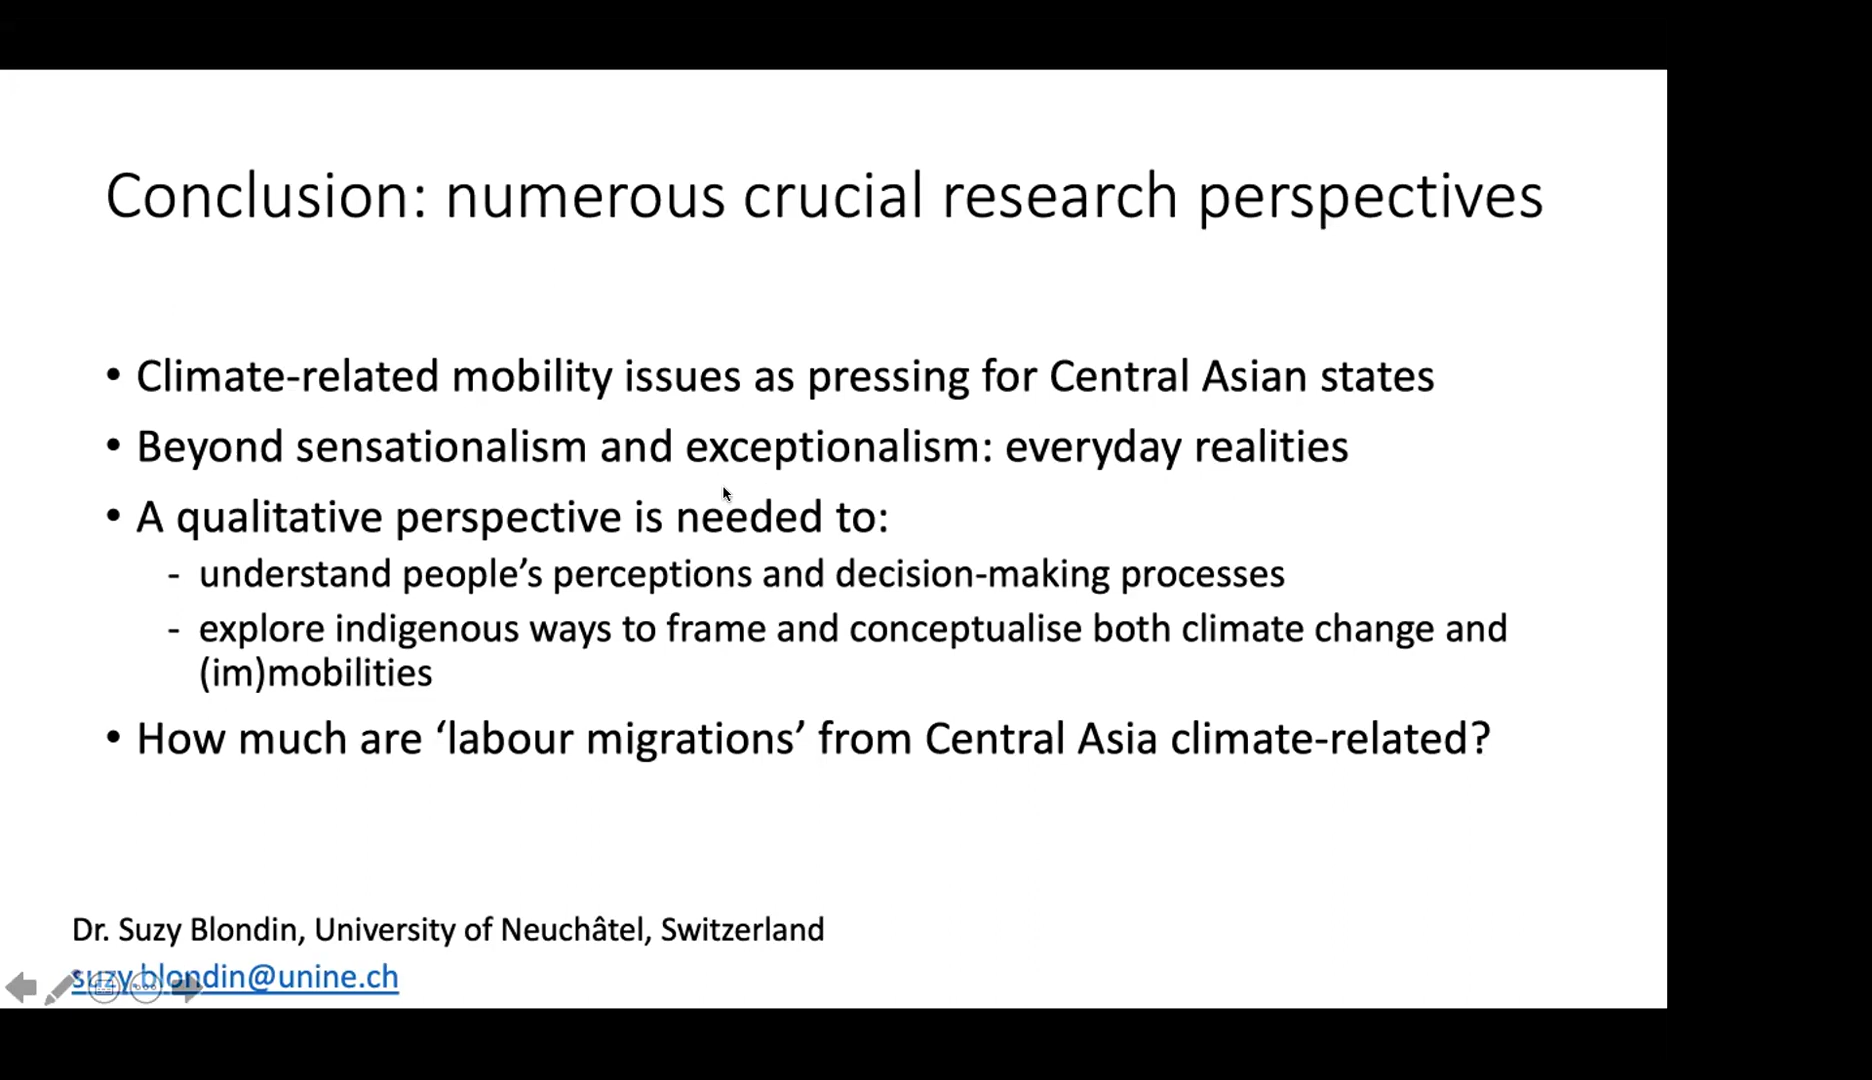 Conclusion: numerous crucial research perspectives
• Climate-related mobility issues as pressing for Central Asian states
• Beyond sensationalism and exceptionalism: everyday realities
• A qualitative perspective is needed to:
- understand people’s perceptions and decision-making processes
- explore indigenous ways to frame and conceptualise both climate change and
(im)mobilities
• How much are ‘labour migrations’ from Central Asia climate-related?
Dr. Suzy Blondin, University of Neuchâtel, Switzerland
suzy.blondin@unine.ch